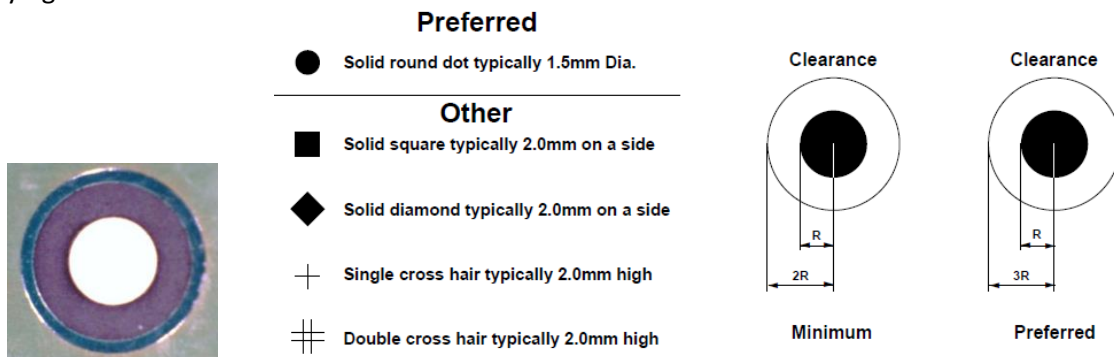 Preferred
Solid round dot typically 1.5mm Dia.
Other
Solid square typically 2.0mm on a side
Solid diamond typically 2.0mm on a side
Single cross hair typically 2.0mm high
Double cross hair typically 2.0mm high
Clearance
R
2R
Minimum
Clearance
R
3R
Preferred